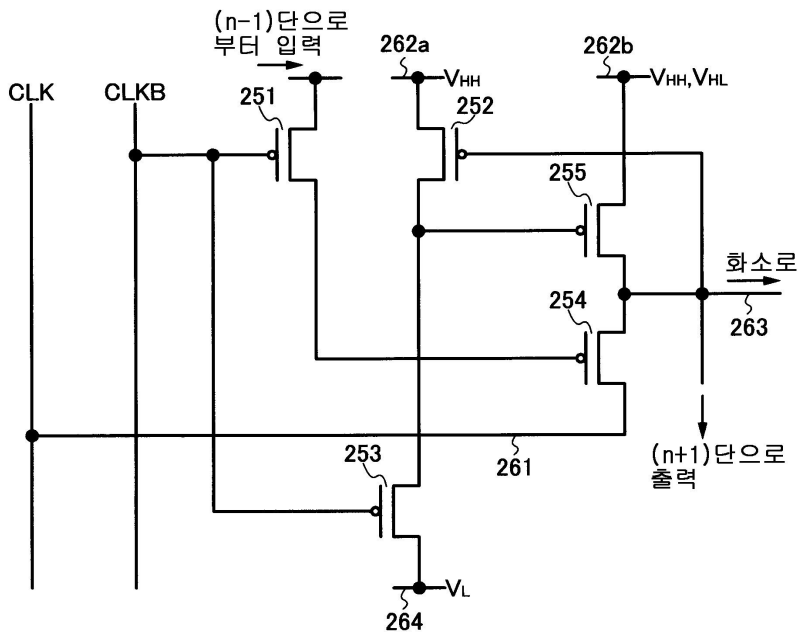 (n-1)단으로
부터 입력
262a
262b
CLK
CLKB
VHH
VHH,VHL
251
252
255
화소로
254
263
253
261
(n+1)단으로
출력
VL
264